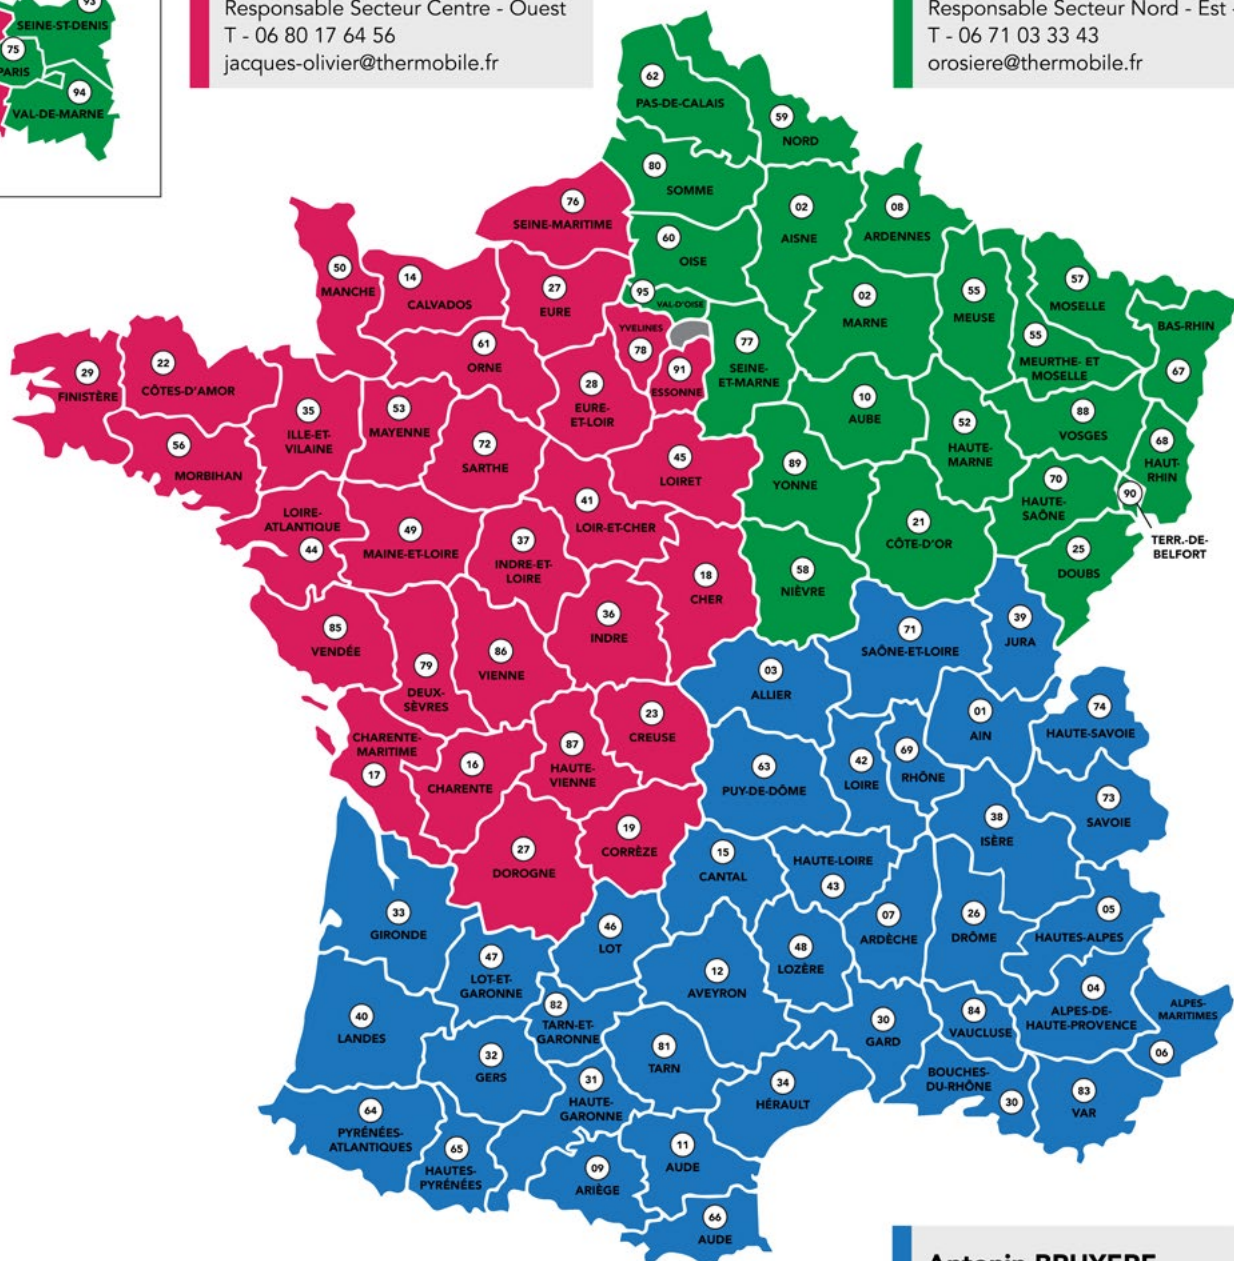 93
SEINE-ST-DENIS
75
PARIS
94
VAL-DE-MARNE
Responsable Secteur Centre - Ouest
T - 06 80 17 64 56
jacques-olivier@thermobile.fr
Responsable Secteur Nord - Est -
T - 06 71 03 33 43
orosiere@thermobile.fr
62
PAS-DE-CALAIS
59
NORD
80
SOMME
76
SEINE-MARITIME
02
AISNE
08
ARDENNES
60
OISE
50
MANCHE
14
CALVADOS
27
EURE
95
VAL-D'OISE
02
MARNE
55
MEUSE
57
MOSELLE
BAS-RHIN
67
YVELINES
78
91
ESSONNE
77
SEINE-
ET-MARNE
55
MEURTHE- ET
MOSELLE
61
ORNE
29
FINISTÈRE
22
CÔTES-D'AMOR
28
EURE-
ET-LOIR
35
ILLE-ET-
VILAINE
53
MAYENNE
10
AUBE
52
HAUTE-
MARNE
88
VOSGES
68
HAUT-
RHIN
56
MORBIHAN
72
SARTHE
45
LOIRET
89
YONNE
70
HAUTE-
SAÔNE
90
TERR.-DE-
BELFORT
41
LOIR-ET-CHER
LOIRE-
ATLANTIQUE
44
49
MAINE-ET-LOIRE
37
INDRE-ET-
LOIRE
21
CÔTE-D'OR
25
DOUBS
18
CHER
58
NIÈVRE
36
INDRE
85
VENDÉE
79
DEUX-
SÈVRES
86
VIENNE
71
SAÔNE-ET-LOIRE
39
JURA
03
ALLIER
23
CREUSE
01
AIN
74
HAUTE-SAVOIE
CHARENTE-
MARITIME
17
16
CHARENTE
87
HAUTE-
VIENNE
63
PUY-DE-DÔME
42
LOIRE
69
RHÔNE
73
SAVOIE
38
ISÈRE
27
DOROGNE
19
CORRÈZE
15
CANTAL
HAUTE-LOIRE
43
33
GIRONDE
46
LOT
07
ARDÈCHE
26
DRÔME
05
HAUTES-ALPES
47
LOT-ET-
GARONNE
48
LOZÈRE
12
AVEYRON
04
ALPES-DE-
HAUTE-PROVENCE
ALPES-
MARITIMES
06
40
LANDES
82
TARN-ET-
GARONNE
30
GARD
84
VAUCLUSE
32
GERS
81
TARN
31
HAUTE-
GARONNE
34
HÉRAULT
BOUCHES-
DU-RHÔNE
30
83
VAR
64
PYRÉNÉES-
ATLANTIQUES
65
HAUTES-
PYRÉNÉES
09
ARIÈGE
11
AUDE
66
AUDE
Antonin BRUYERE